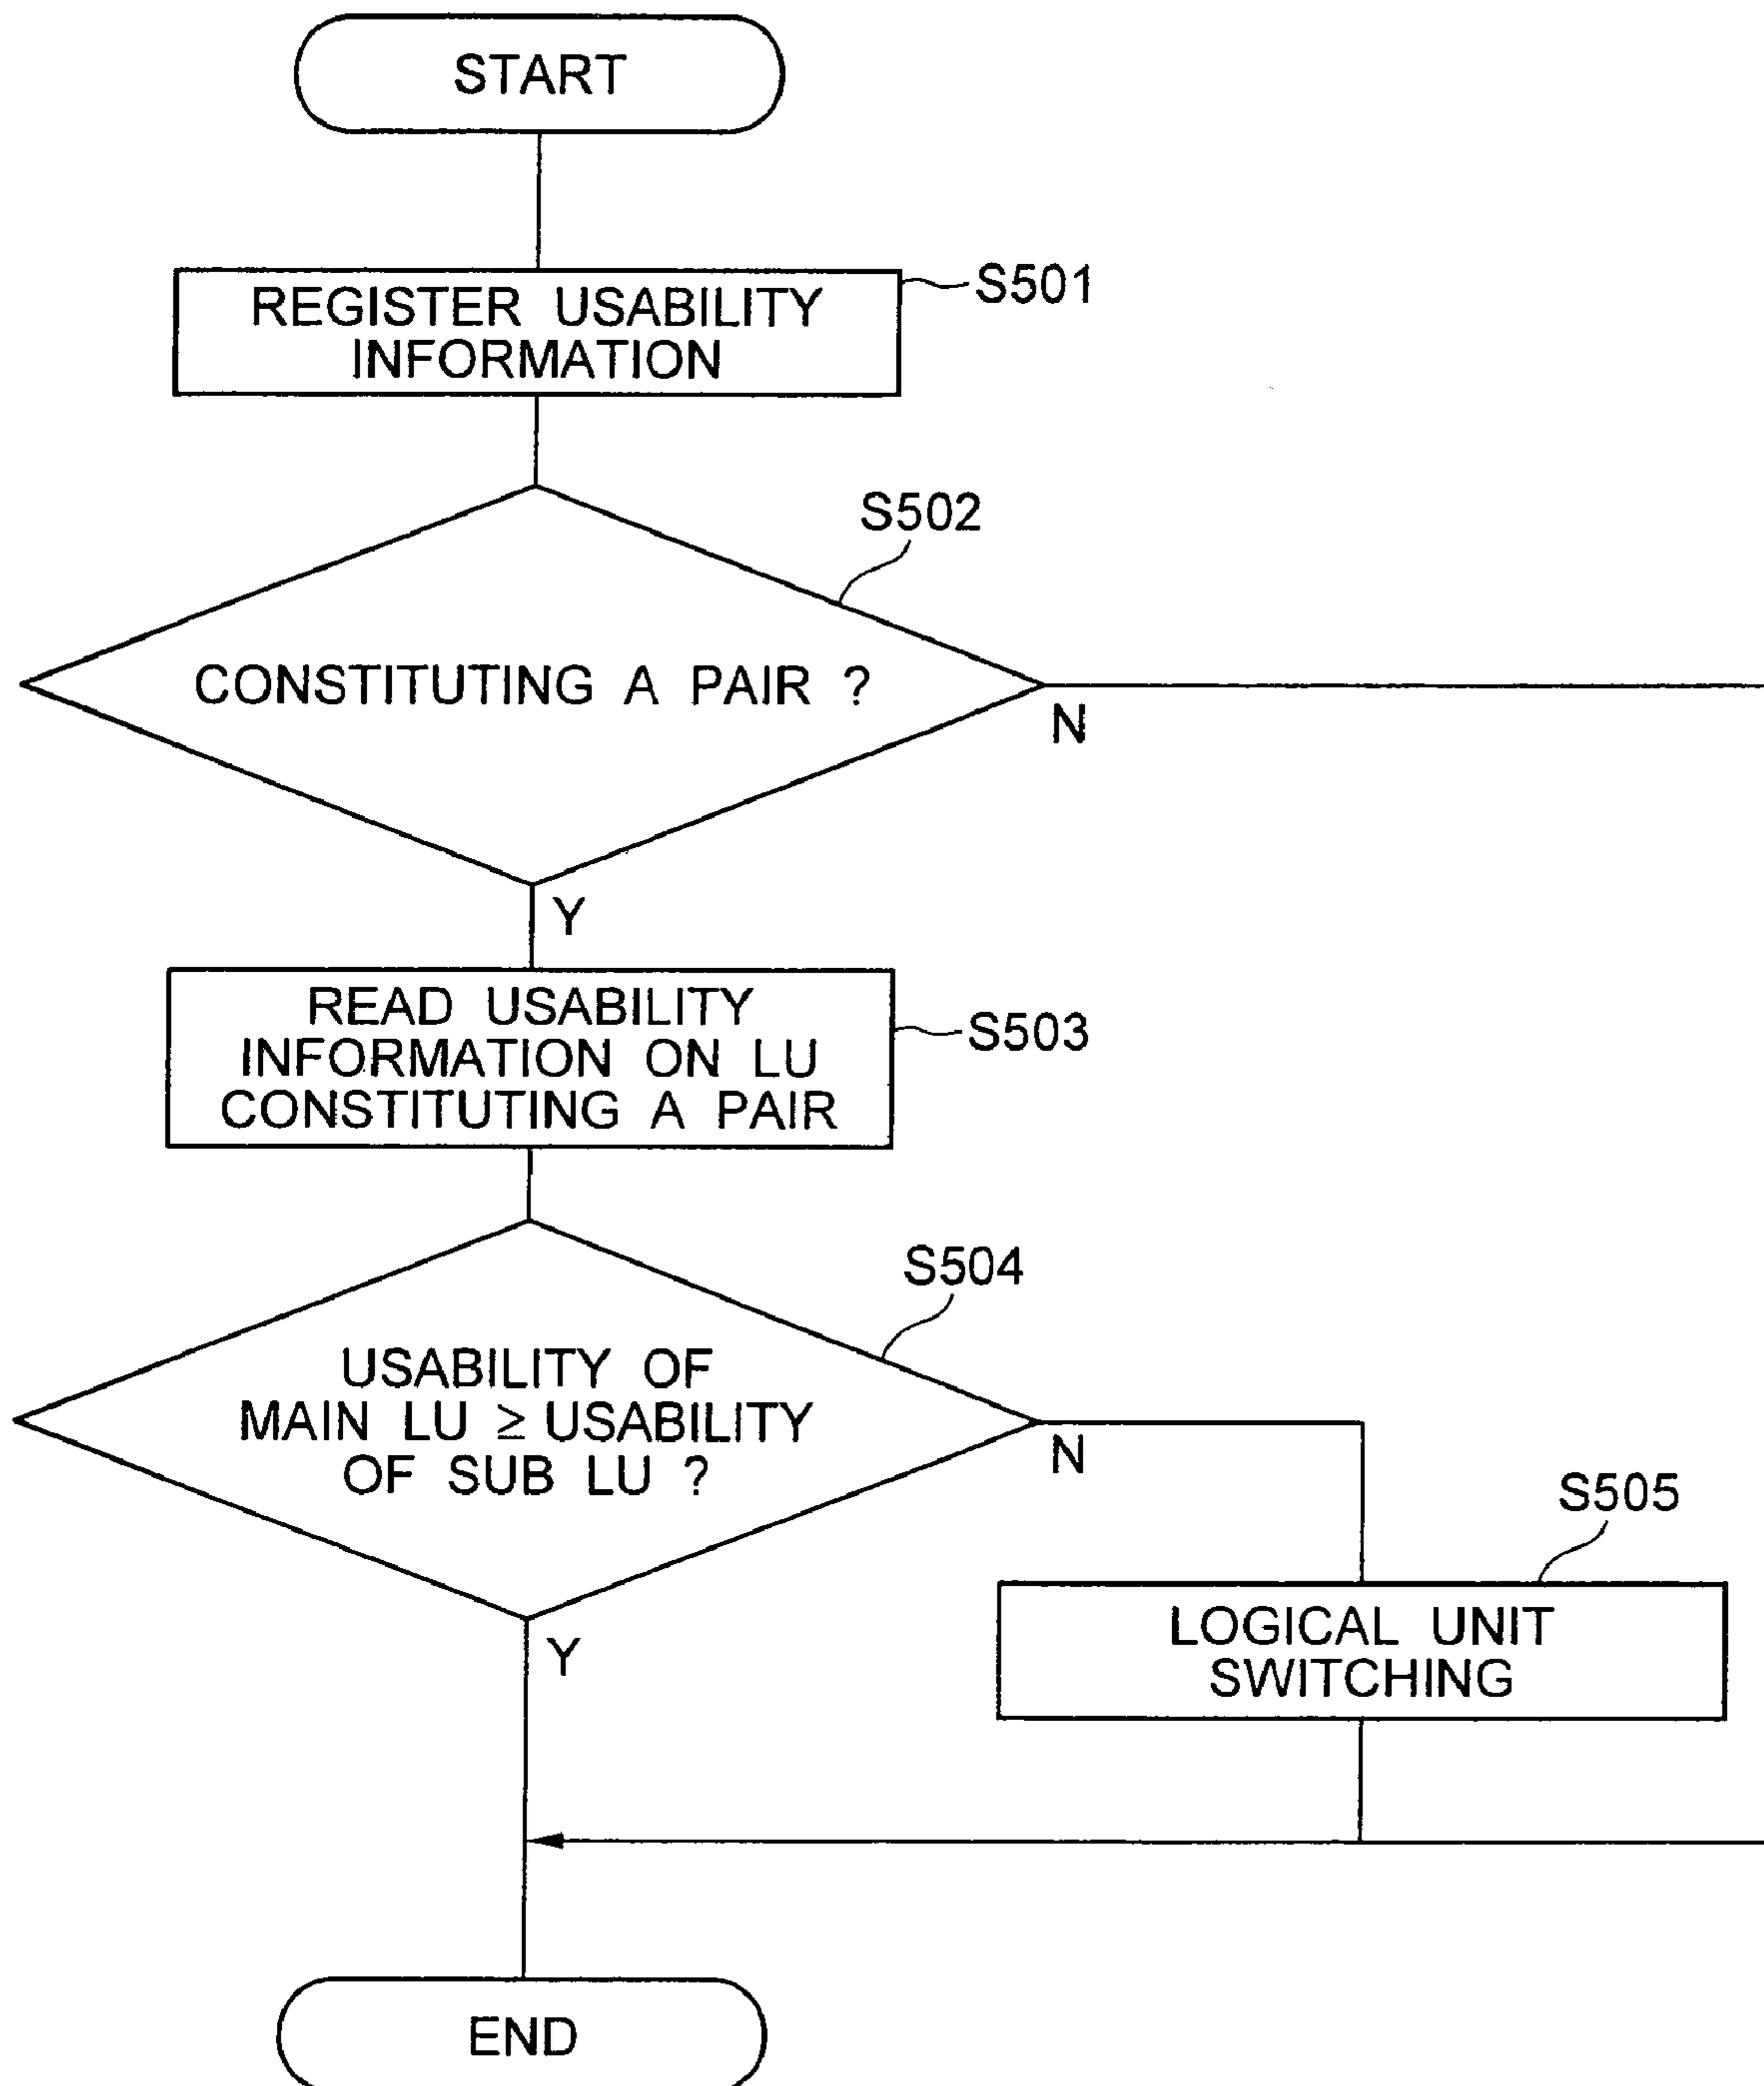 START
REGISTER USABILITY
INFORMATION
S501
S502
CONSTITUTING A PAIR ?
N
Y
READ USABILITY
INFORMATION ON LU
CONSTITUTING A PAIR
S503
S504
USABILITY OF
MAIN LU ≥ USABILITY
OF SUB LU ?
N
Y
S505
LOGICAL UNIT
SWITCHING
END